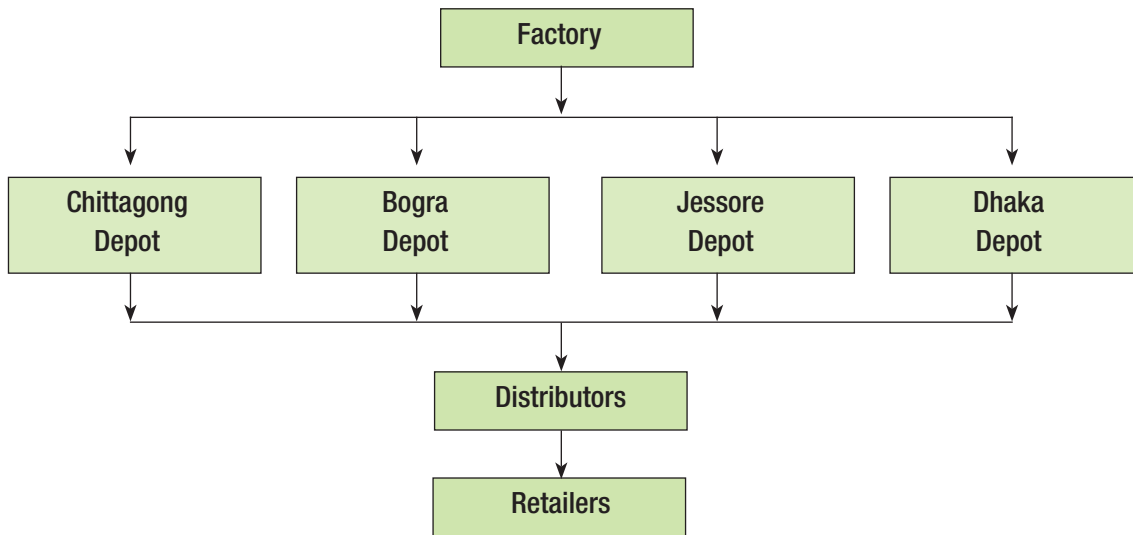 Factory
Chittagong
Depot
Bogra
Depot
Jessore
Depot
Dhaka
Depot
Distributors
Retailers